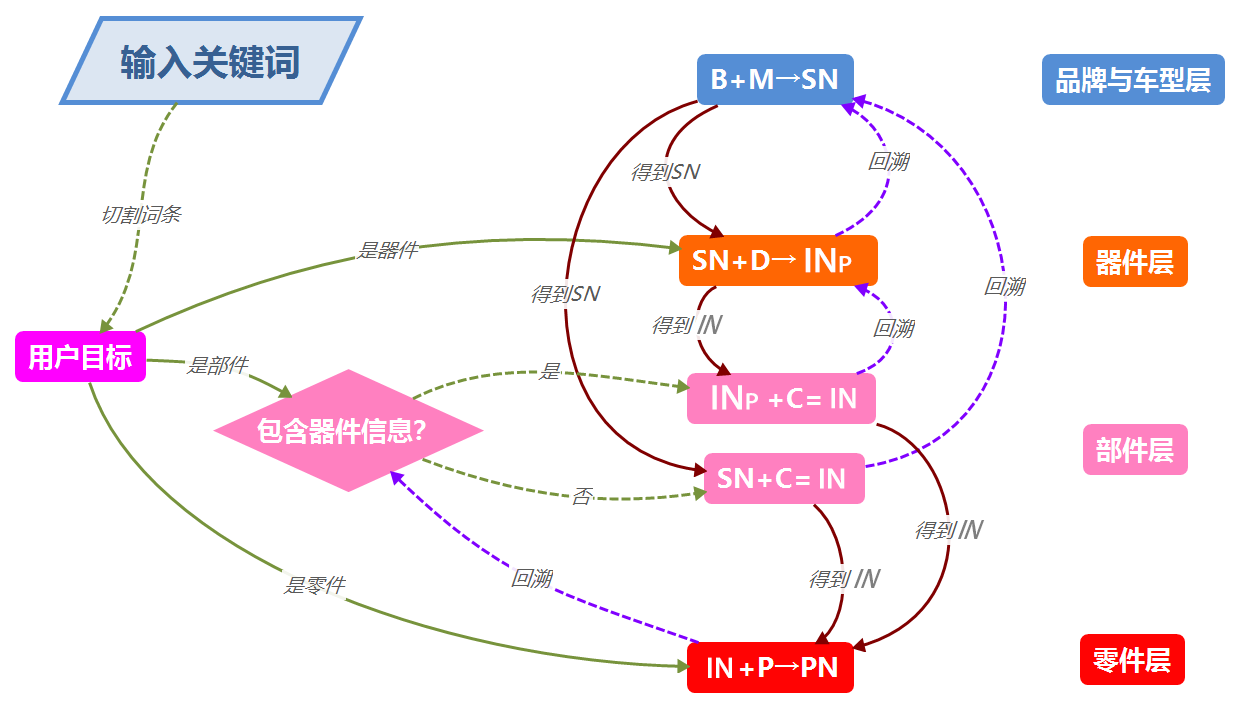 输入关键词
B+M→SN
品牌与车型层
回溯
得到SN
切割词条
是器件
SN+D→ INP
器件层
回溯
得到SN
得到 IN
回溯
用户目标
是部件
是
INP +C= IN
包含器件信息?
部件层
SN+C= IN
否
得到 IN
回溯
得到 IN
是零件
IN+P→PN
零件层